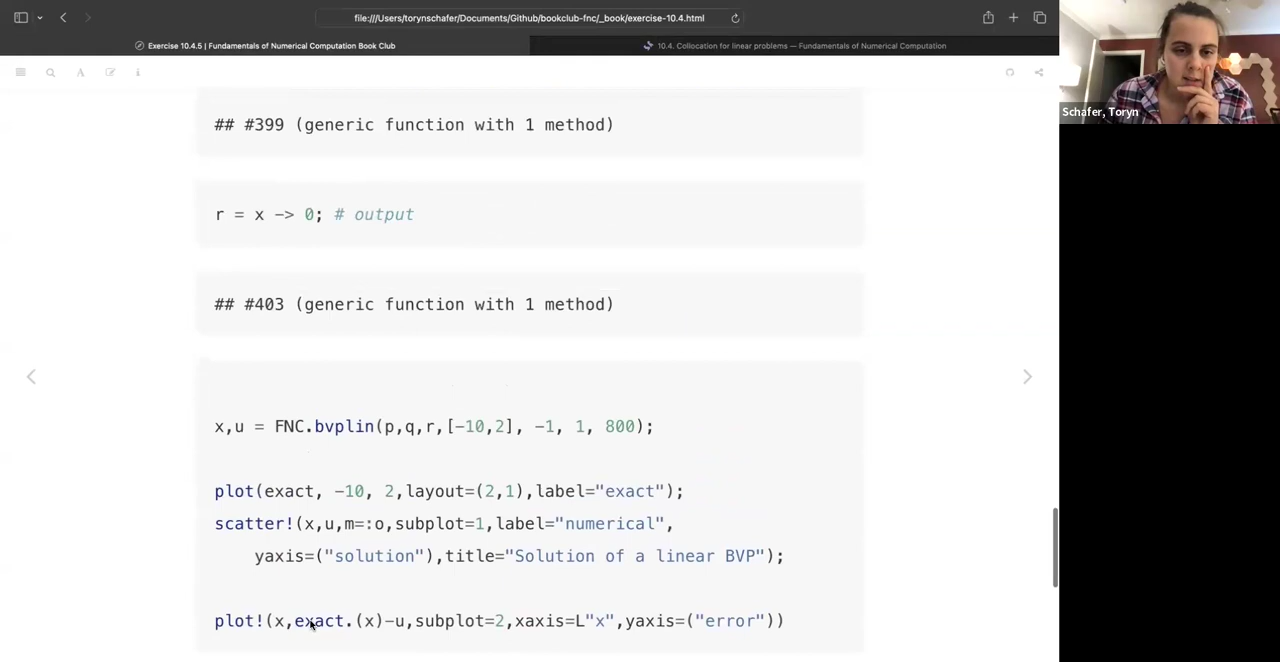 file:///Users/torynschafer/Documents/Github/bookclub-fnc/_book/exercise-10.4.html
Exercise 10.4.5 | Fundamentals of Numerical Computation Book Club
10.4. Collocation for linear problems — Fundamentals of Numerical Computation
A
i
Schafer, Toryn
## #399 (generic function with 1 method)
r = x -> 0; # output
## #403 (generic function with 1 method)
x,u = FNC.bvplin(p,q,r,[-10,2], -1, 1, 800);
plot(exact, -10, 2,layout=(2,1),label="exact");
scatter!(x,u,m=:o,subplot=1,label="numerical",
yaxis=("solution"),title="Solution of a linear BVP");
plot!(x,exact.(x)-u,subplot=2,xaxis=L"x",yaxis=("error"))